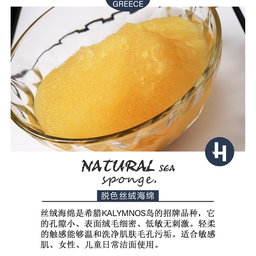 GREECE
NATURAL SEA
sponge.
脱色丝绒海绵
丝绒海绵是希腊KALYMNOS岛的招牌品种，它
的孔隙小、表面绒毛细密、低敏无刺激。轻柔
的触感能够温和洗净肌肤毛孔污垢。适合敏感
肌、女性、儿童日常洁面使用。